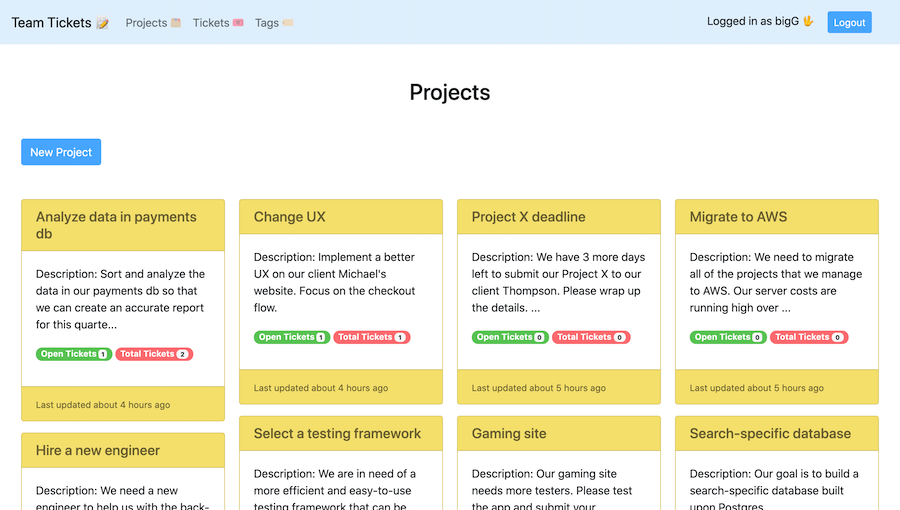 Team Tickets Projects Tickets Tags Logged in as bigG Logout
Projects
New Project
Analyze data in payments
db
Description: Sort and analyze the
data in our payments db so that
we can create an accurate report
for this quarte...
Open Tickets 1 Total Tickets 2
Last updated about 4 hours ago
Change UX
Description: Implement a better
UX on our client Michael's
website. Focus on the checkout
flow.
Open Tickets 1 Total Tickets 1
Last updated about 4 hours ago
Project X deadline
Description: We have 3 more days
left to submit our Project X to our
client Thompson. Please wrap up
the details. ...
Open Tickets 0 Total Tickets 0
Last updated about 5 hours ago
Migrate to AWS
Description: We need to migrate
all of the projects that we manage
to AWS. Our server costs are
running high over ...
Open Tickets 0 Total Tickets 0
Last updated about 5 hours ago
Hire a new engineer
Description: We need a new
engineer to help us with the back-
Select a testing framework
Description: We are in need of a
more efficient and easy-to-use
testing framework that can be
Gaming site
Description: Our gaming site
needs more testers. Please test
the app and submit your
Search-specific database
Description: Our goal is to build a
search-specific database built
upon Postgres